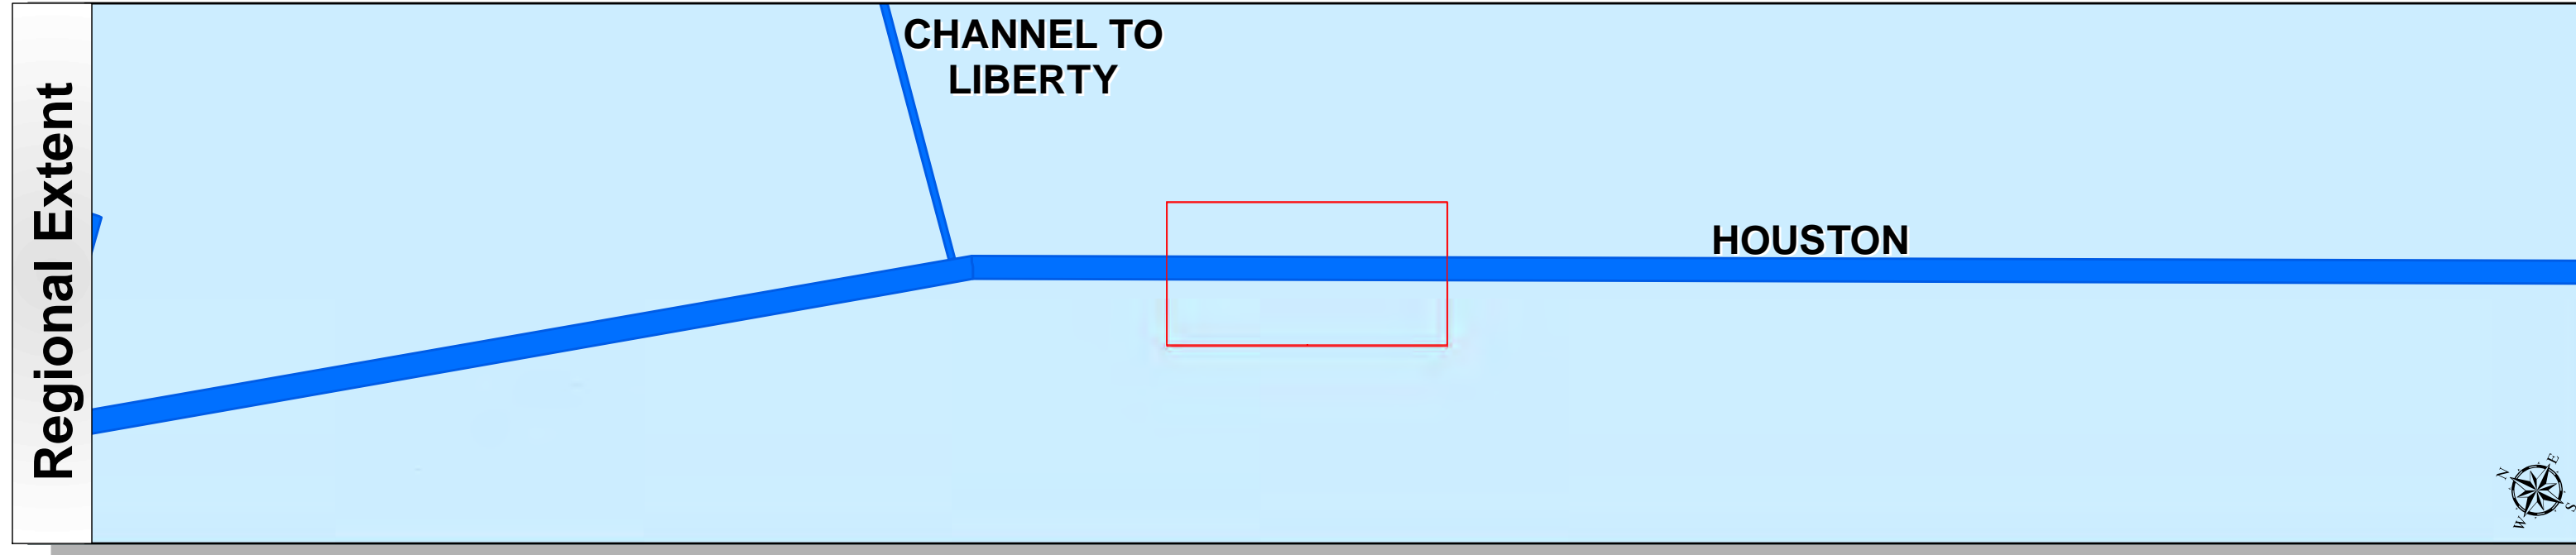 Regional Extent
CHANNEL TO
LIBERTY
HOUSTON
N
E
W
S